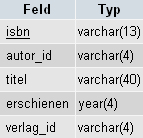 Feld Typ
isbn varchar(13)
autor_id varchar(4)
titel varchar(40)
erschienen year(4)
verlag_id varchar(4)